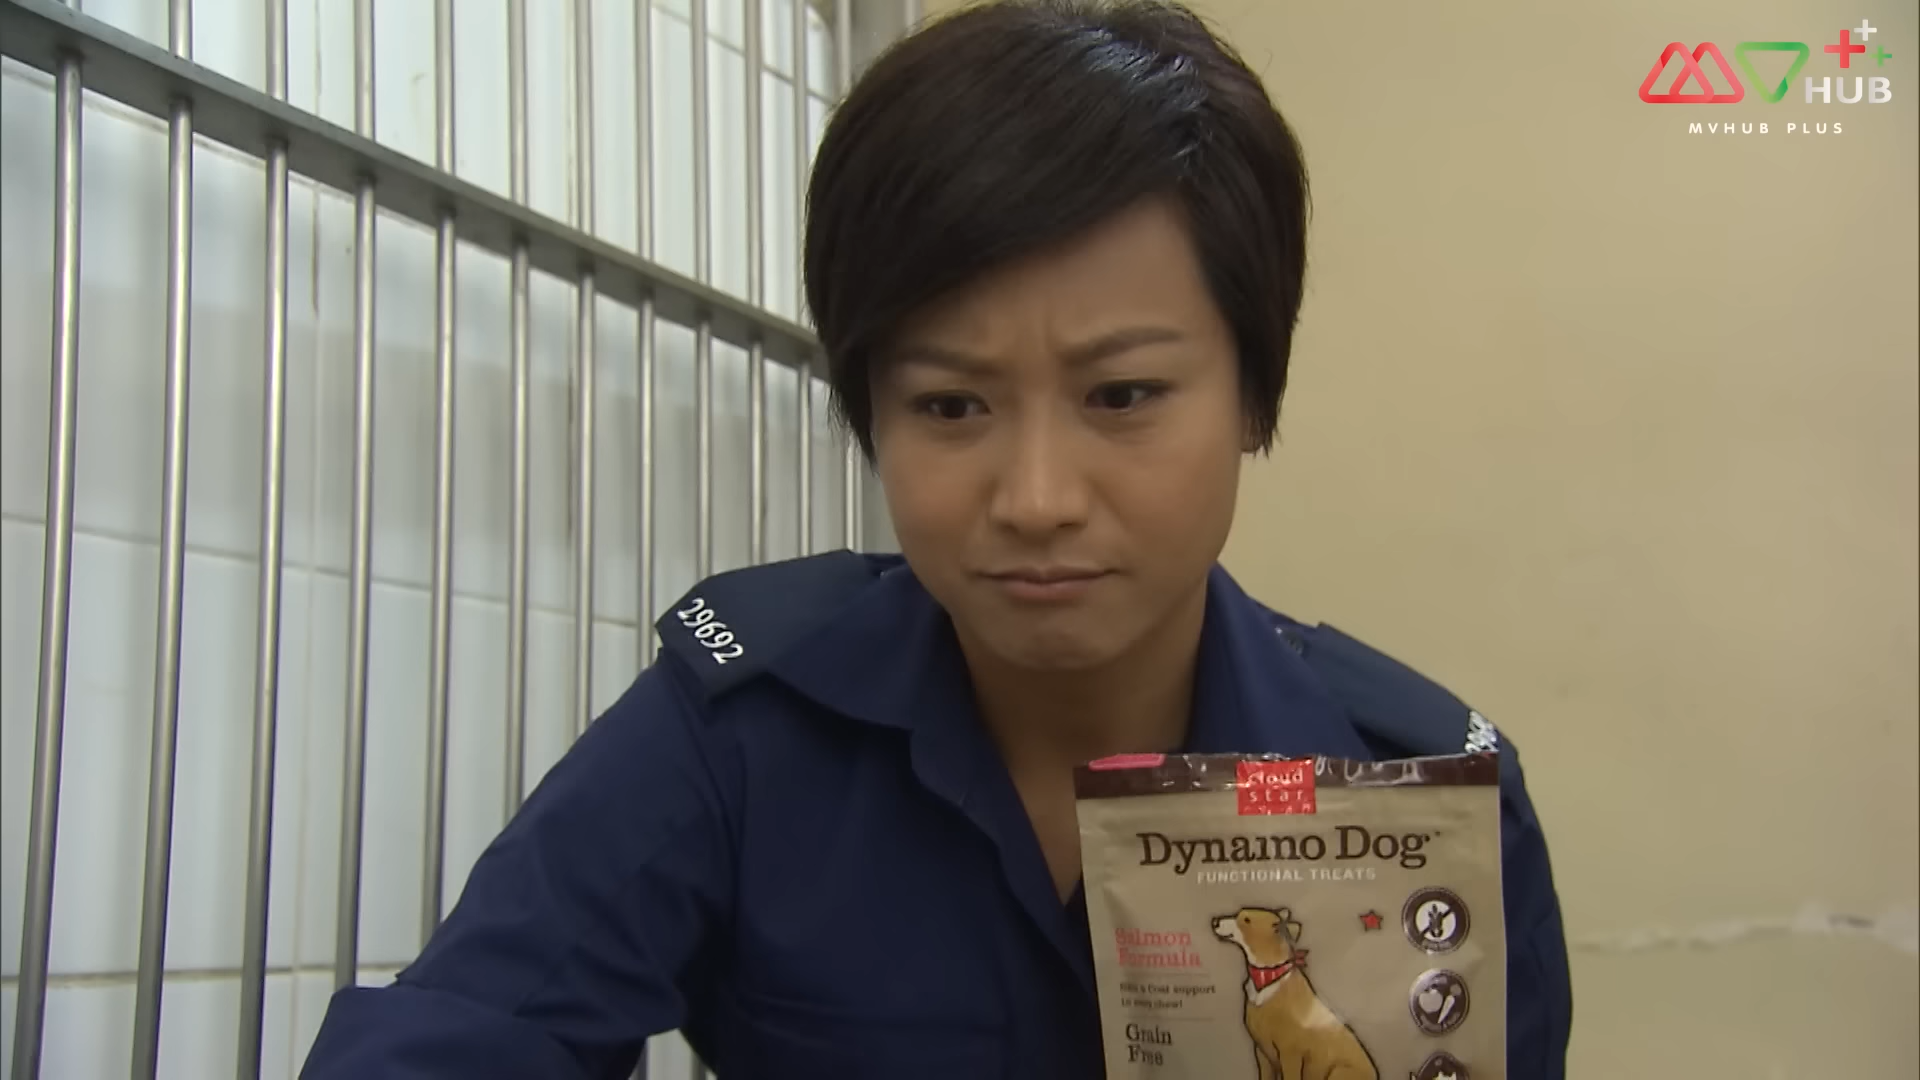 HUB
MVHUB PLUS
29692
cloud
star
Dynamo Dog
FUNCTIONAL TREATS
Salmon
Formula
Grain
Free